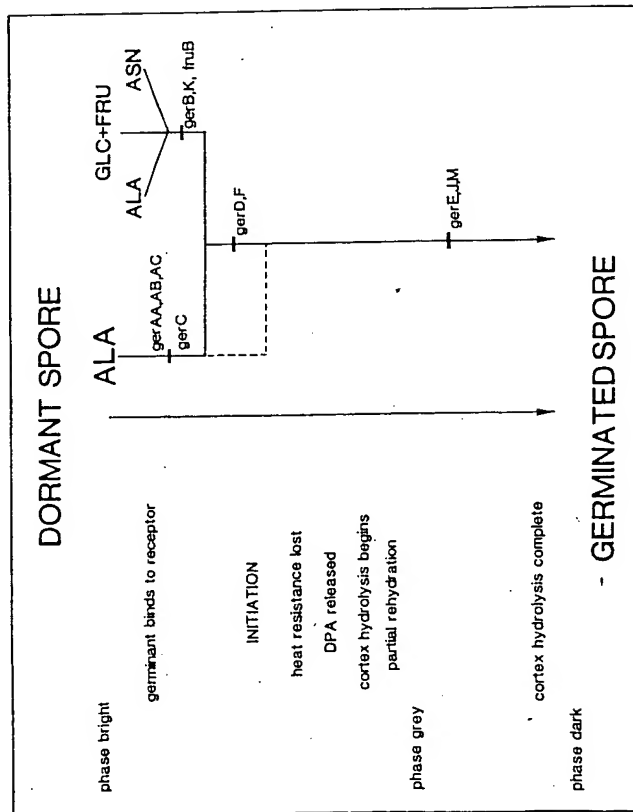 DORMANT SPORE
phase bright
ALA
GLC+FRU
ALA
ASN
germinant binds to receptor
gerAA,AB,AC
gerC
gerB,K, fruB
INITIATION
gerD,F
heat resistance lost
DPA released
cortex hydrolysis begins
partial rehydration
phase grey
gerE,J,M
cortex hydrolysis complete
phase dark
- GERMINATED SPORE